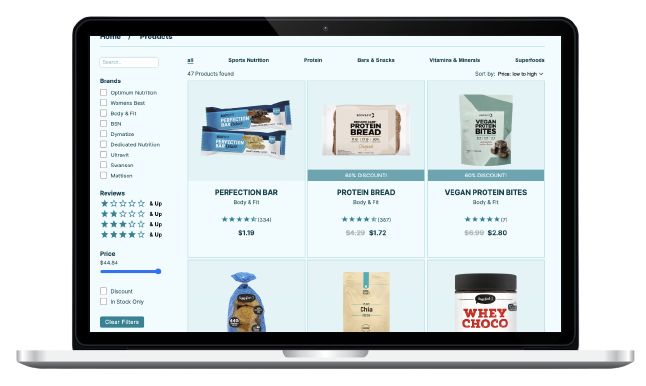 Home / Products
Search...
all Sports Nutrition Protein Bars & Snacks Vitamins & Minerals Superfoods
47 Products found
Sort by: Price: low to high
Brands
Optimum Nutrition
Womens Best
Body & Fit
BSN
Dymatize
Dedicated Nutrition
Ultravit
Swanson
Mattison
Reviews
& Up
& Up
& Up
& Up
Price
$44.84
Discount
In Stock Only
Clear Filters
PERFECTION BAR
PERFECTION BAR
PERFECTION BAR
Body & Fit
(334)
$1.19
PROTEIN BREAD
60% DISCOUNT!
PROTEIN BREAD
Body & Fit
(367)
$4.29 $1.72
VEGAN PROTEIN BITES
60% DISCOUNT!
VEGAN PROTEIN BITES
Body & Fit
(7)
$6.99 $2.80
Chia
WHEY
CHOCO